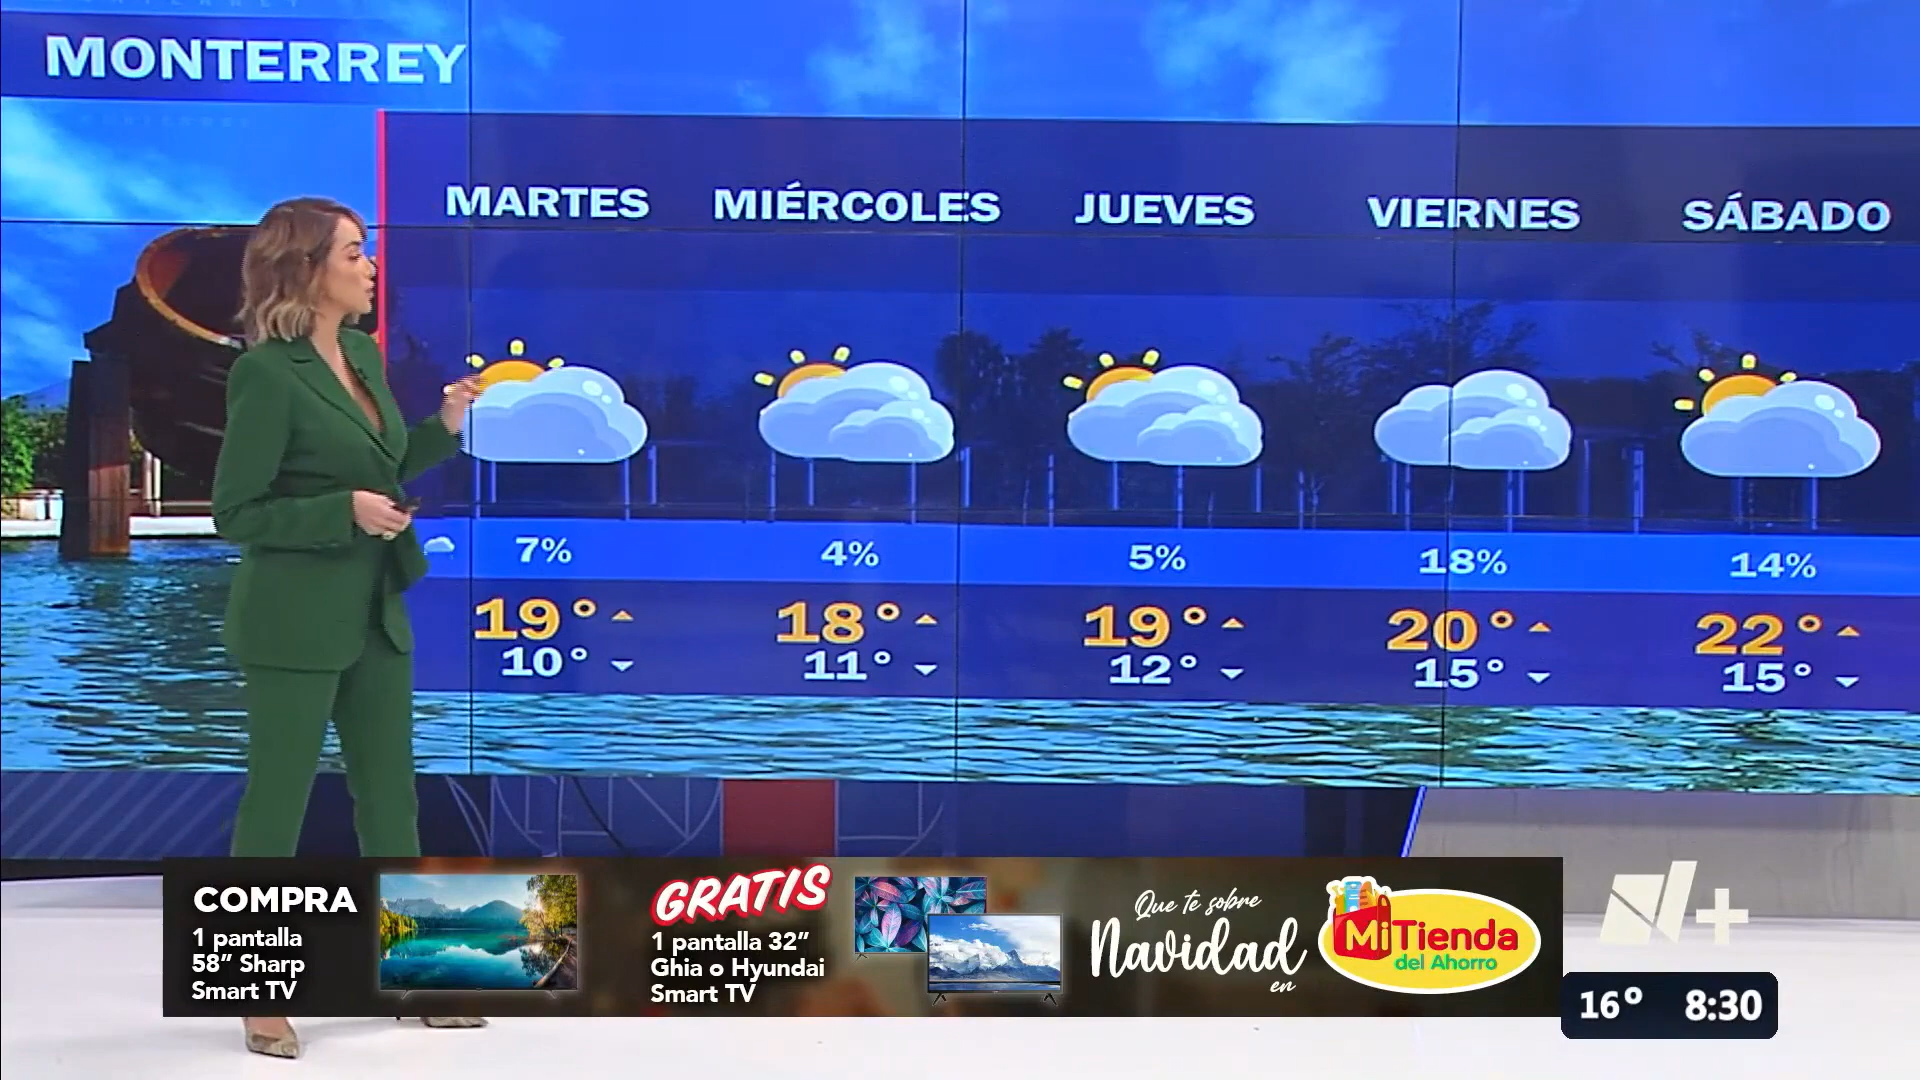 MONTERREY
MARTES MIÉRCOLES JUEVES VIERNES SÁBADO
7% 4% 5% 18% 14%
19° 18° 19° 20° 22°
10° 11° 12° 15° 15°
COMPRA
1 pantalla
58" Sharp
Smart TV
GRATIS
1 pantalla 32"
Ghia o Hyundai
Smart TV
Que te sobre
Navidad
en
MiTienda
del Ahorro
N+
16° 8:30